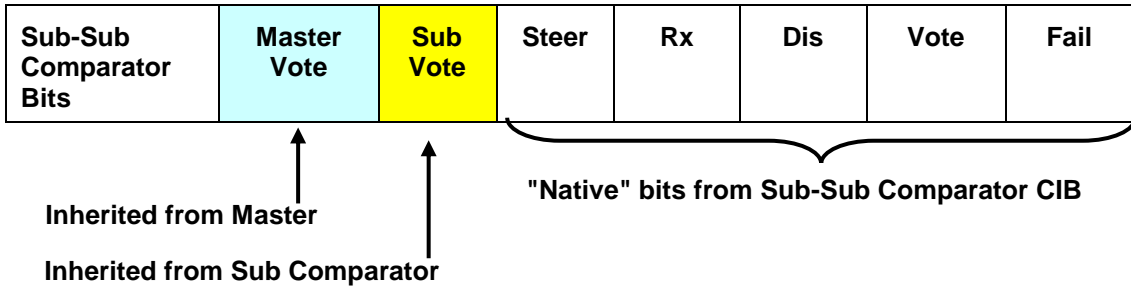 Sub-Sub Comparator Bits
Master Vote
Sub Vote
Steer
Rx
Dis
Vote
Fail
"Native" bits from Sub-Sub Comparator CIB
Inherited from Master
Inherited from Sub Comparator